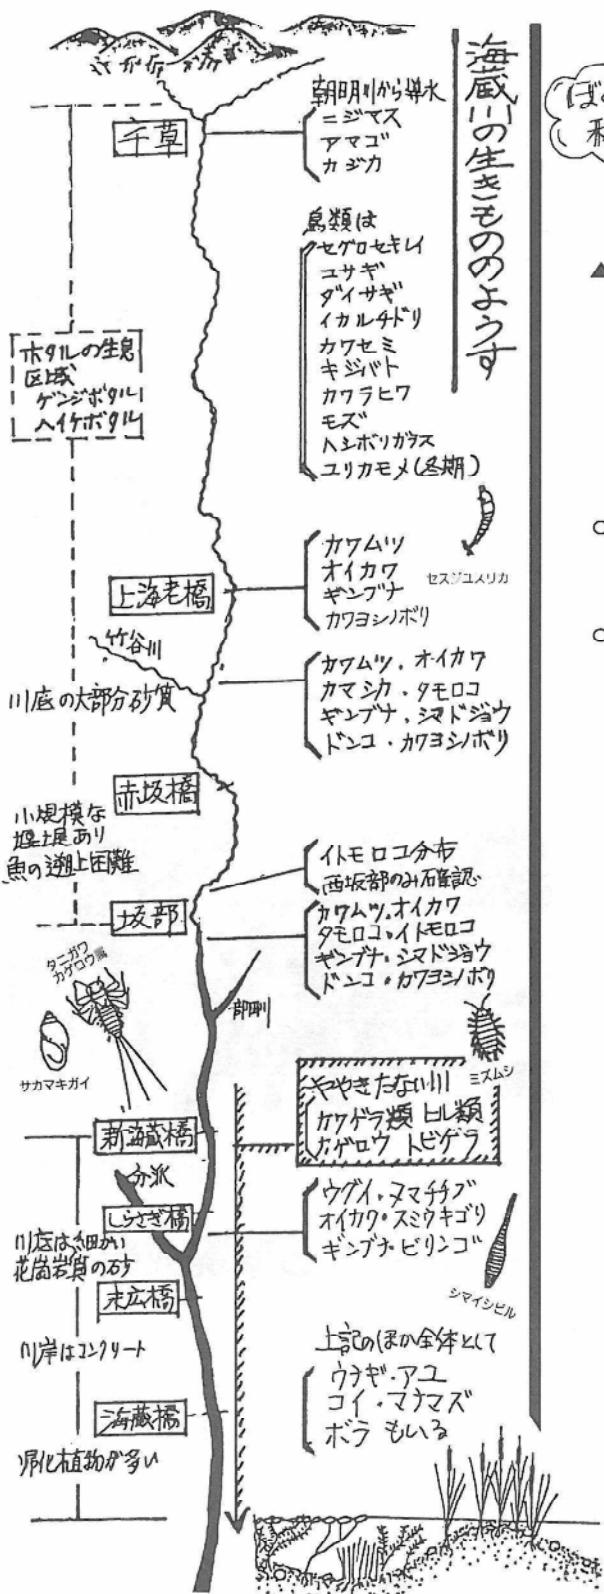 海蔵川の生きもののようす
朝明川から導水
ニジマス
アマゴ
カジカ
千草
鳥類は
セグロセキレイ
コサギ
ダイサギ
イカルチドリ
カワセミ
キジバト
カワラヒワ
モズ
ハシボリガラス
ユリカモメ(冬期)
ホタルの生息
区域
ゲンジボタル
ヘイケボタル
セスジユスリカ
上海老橋
カワムツ
オイカワ
ギンブナ
カワヨシノボリ
竹谷川
川底の大部分砂質
カワムツ.オイカワ
カマシカ・タモロコ
ギンブナ・シマドジョウ
ドンコ・カワヨシノボリ
赤坂橋
小規模な
堰堤あり
魚の遡上困難
イトモロコ分布
西坂部のみ確認
坂部
カワムツ.オイカワ
タモロコ・イトモロコ
ギンブナ・シマドジョウ
ドンコ・カワヨシノボリ
部田川
タニガワ
カゲロウ属
サカマキガイ
ミズムシ
ややきたない川
カワゲラ類 ヒル類
カゲロウ トビゲラ
新海蔵橋
分派
しらさぎ橋
ウグイ・ヌマチチブ
オイカワ・スミウキゴリ
ギンブナ・ビリンゴ
川底は、細かい
花崗岩質の砂
シマイシビル
末広橋
川岸はコンクリート
上記のほか全体として
ウナギ・アユ
コイ・マナマズ
ボラ もいる
海蔵橋
帰化植物が多い